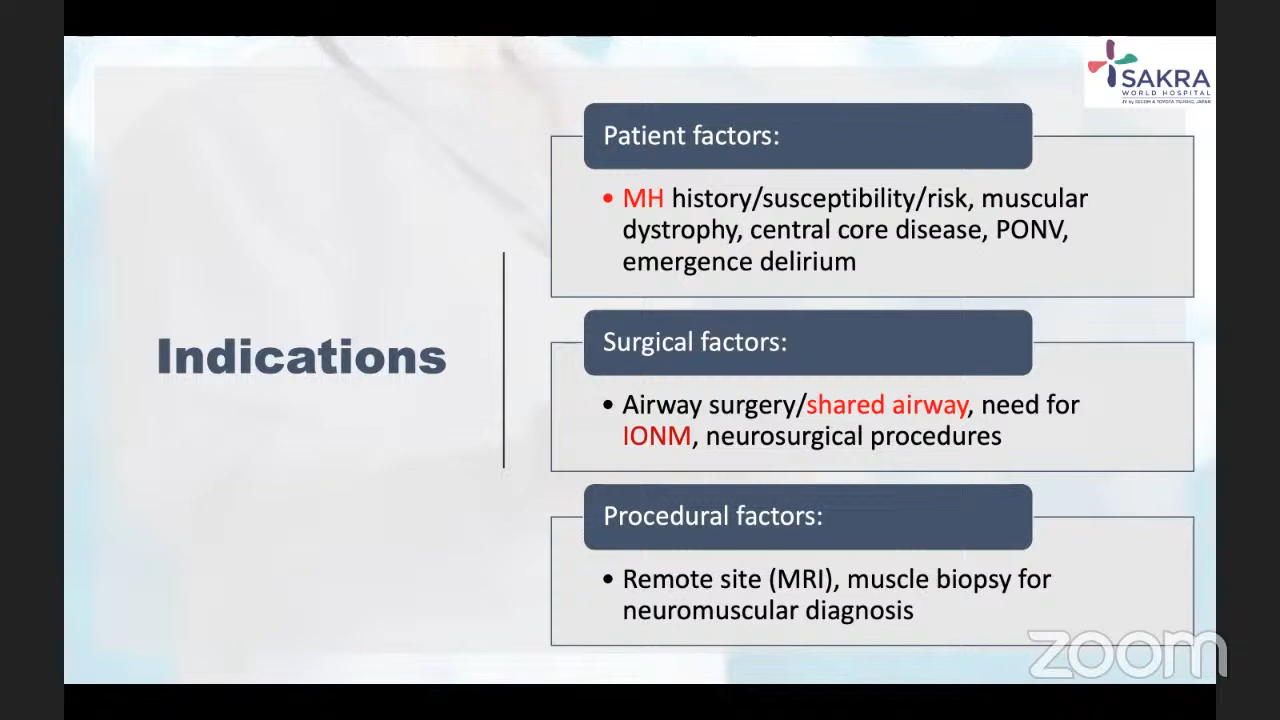 SAKRA
WORLD HOSPITAL
Patient factors:
• MH history/susceptibility/risk, muscular
dystrophy, central core disease, PONV,
emergence delirium
Indications
Surgical factors:
• Airway surgery/shared airway, need for
IONM, neurosurgical procedures
Procedural factors:
• Remote site (MRI), muscle biopsy for
neuromuscular diagnosis
zoom